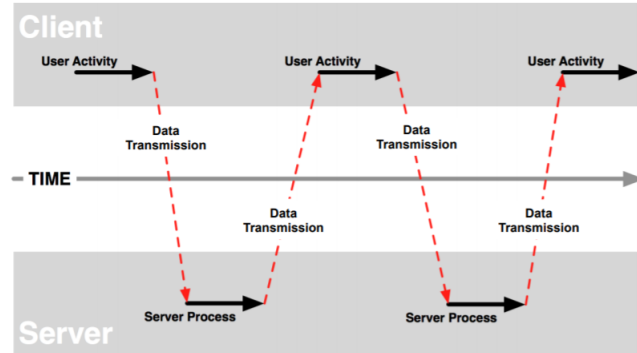 Client
User Activity
User Activity
User Activity
Data
Transmission
Data
Transmission
TIME
Data
Transmission
Data
Transmission
Server Process
Server Process
Server